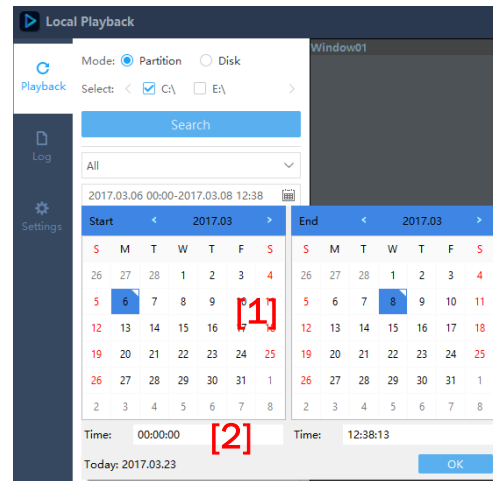 Local Playback
Window01
Mode: Partition Disk
Playback
Select: < C:\ E:\ >
Search
Log
All
2017.03.06 00:00-2017.03.08 12:38
Settings
Start < 2017.03 > End < 2017.03 >
S M T W T F S S M T W T F S
26 27 28 1 2 3 4 26 27 28 1 2 3 4
5 6 7 8 9 5 6 7 8 9 10 11
[1]
12 13 14 15 16 12 13 14 15 16 17 18
19 20 21 22 23 24 25 19 20 21 22 23 24 25
26 27 28 29 30 31 1 26 27 28 29 30 31 1
2 3 4 5 6 7 8 2 3 4 5 6 7 8
Time: 00:00:00 [2] Time: 12:38:13
Today: 2017.03.23 OK